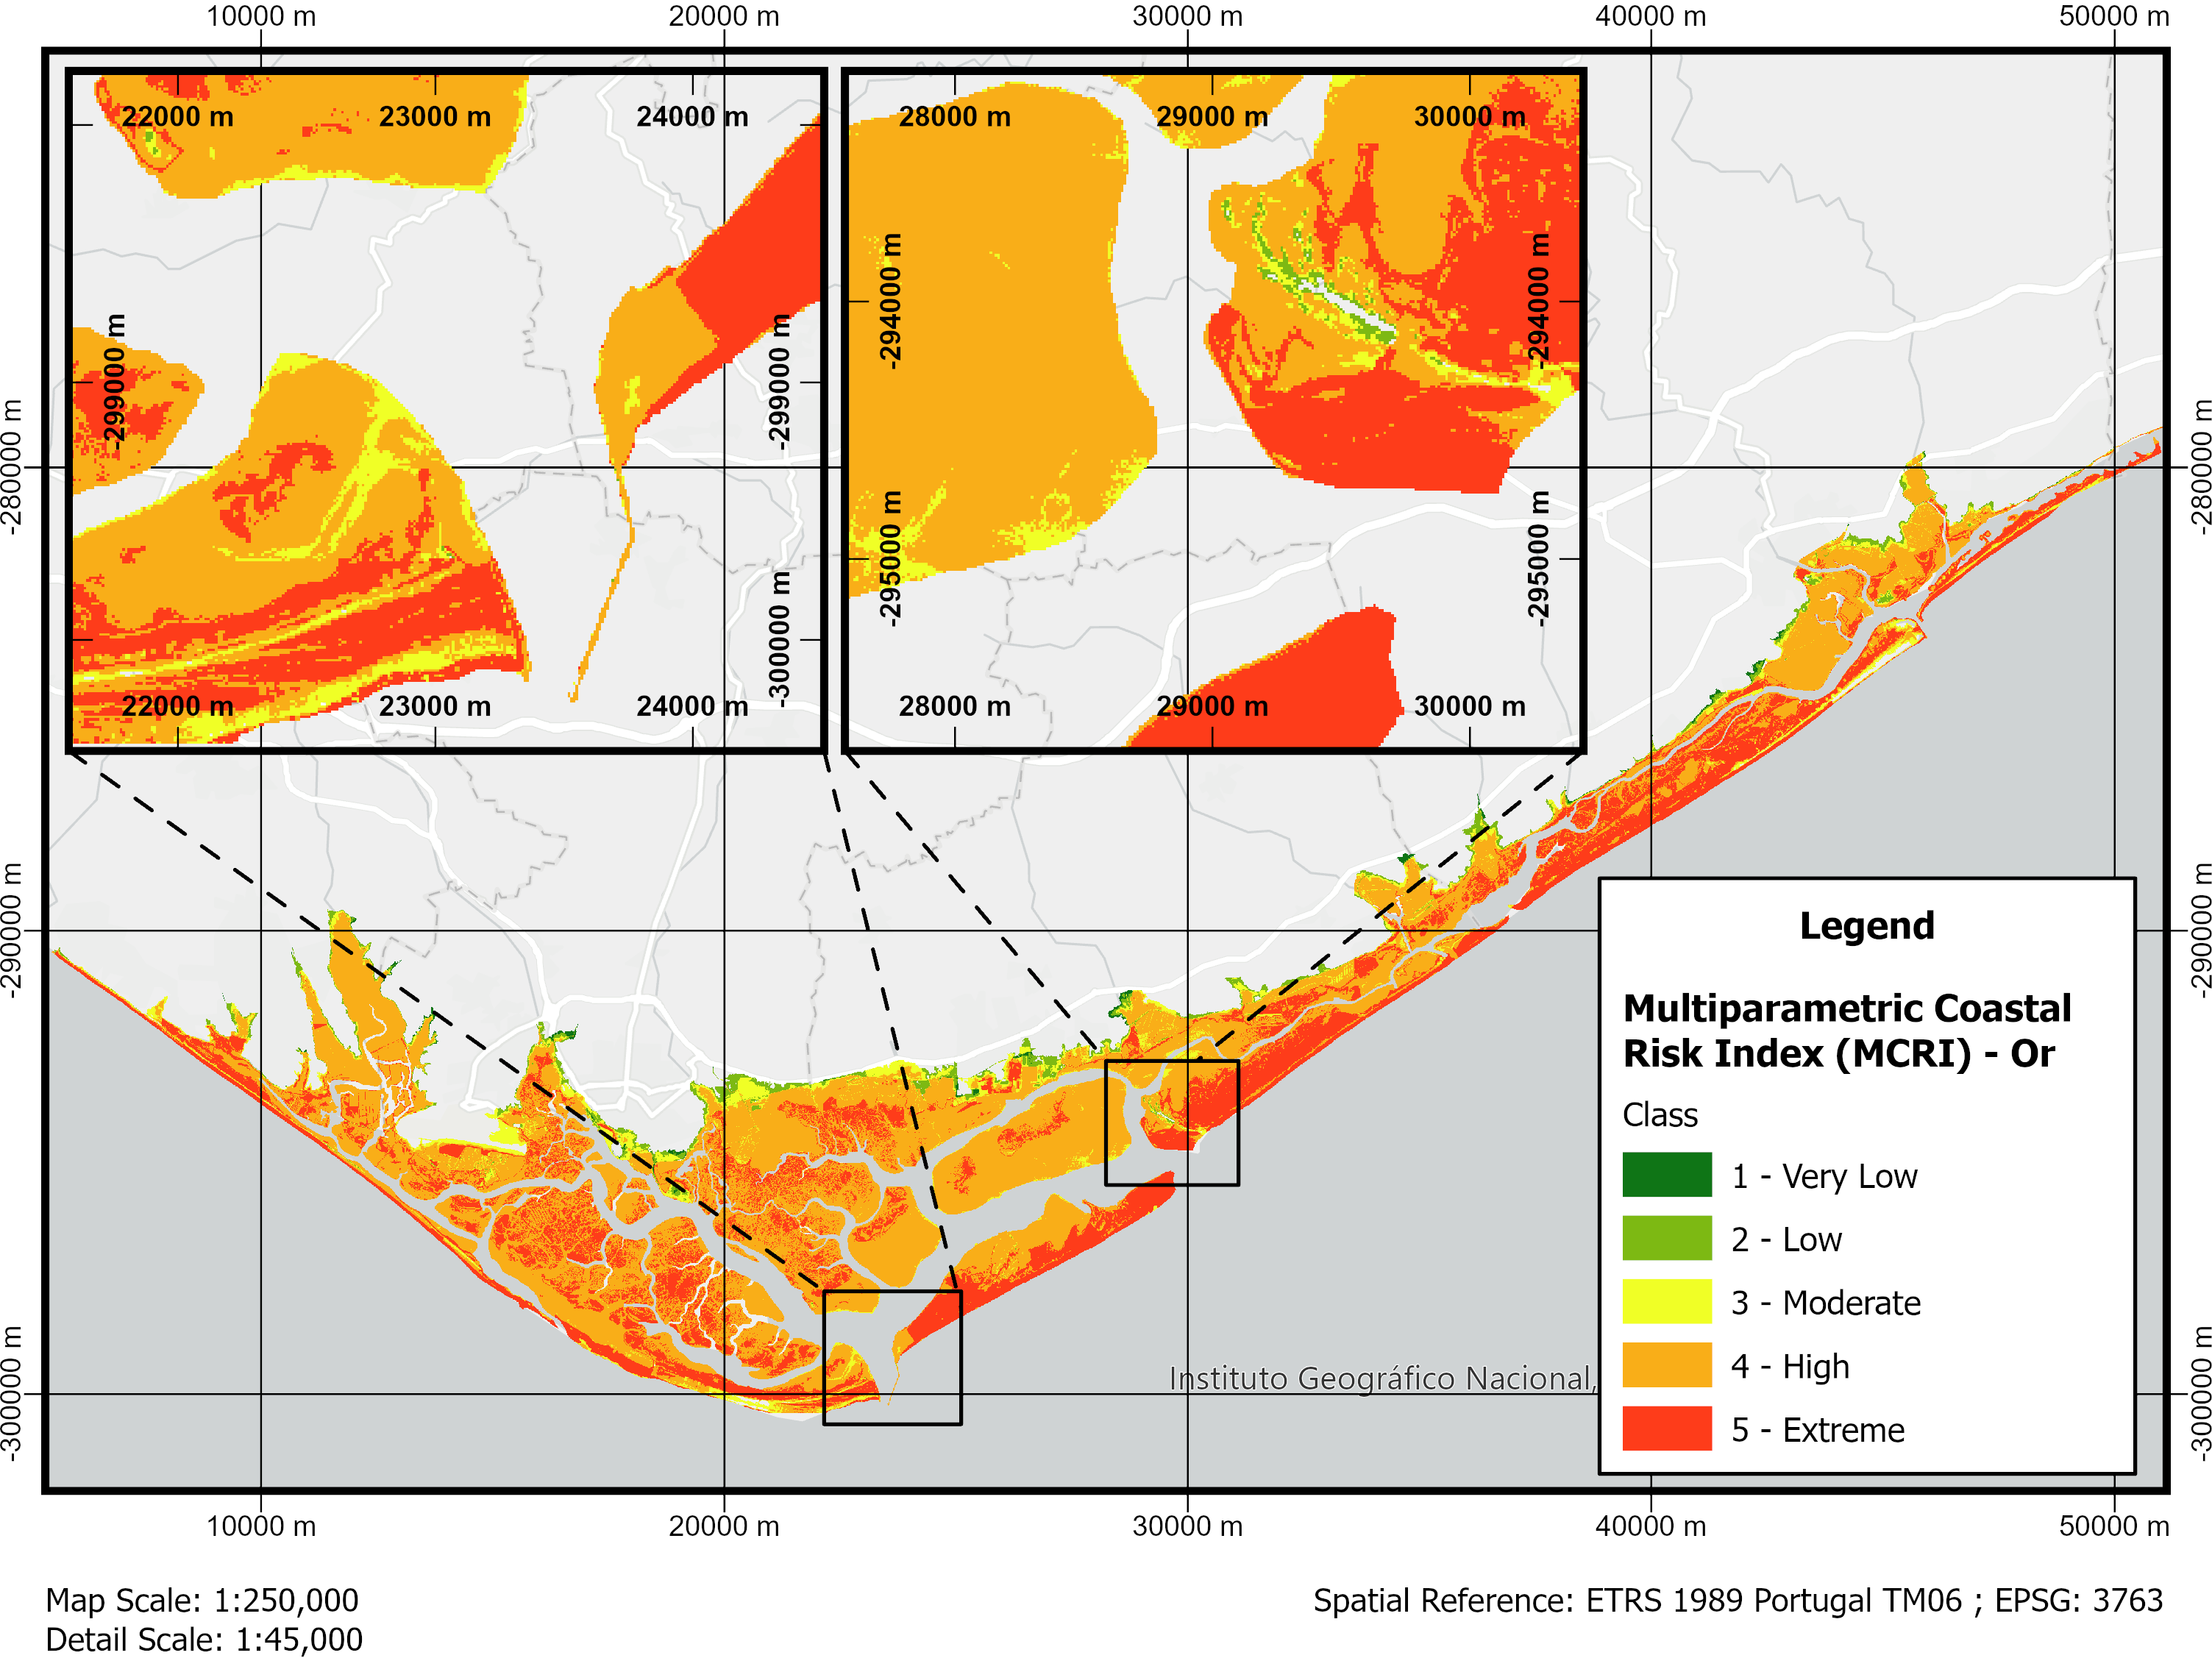 10000 m 20000 m 30000 m 40000 m 50000 m
22000 m 23000 m 24000 m
28000 m 29000 m 30000 m
-299000 m -299000 m
-300000 m
-294000 m -294000 m
-295000 m -295000 m
22000 m 23000 m 24000 m
28000 m 29000 m 30000 m
-280000 m -280000 m
-290000 m -290000 m
-300000 m -300000 m
Legend
Multiparametric Coastal
Risk Index (MCRI) - Or
Class
1 - Very Low
2 - Low
3 - Moderate
4 - High
5 - Extreme
Instituto Geográfico Nacional,
10000 m 20000 m 30000 m 40000 m 50000 m
Map Scale: 1:250,000
Detail Scale: 1:45,000
Spatial Reference: ETRS 1989 Portugal TM06 ; EPSG: 3763